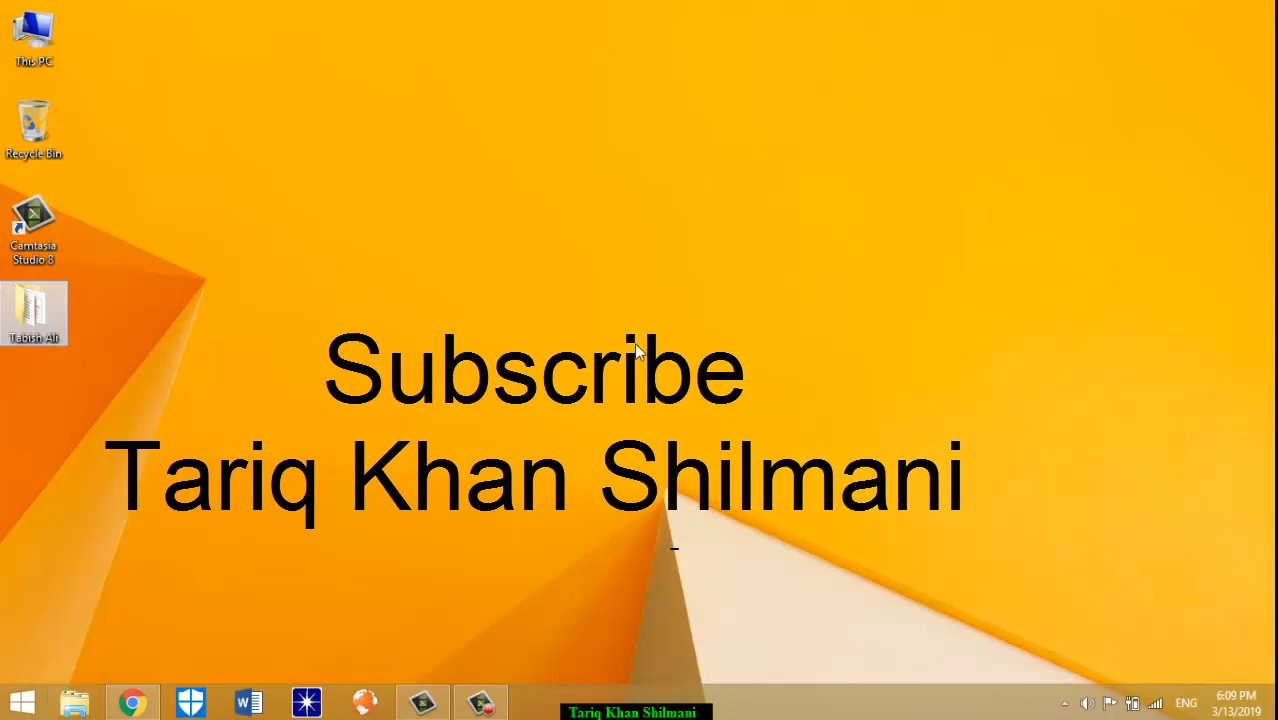 This PC
Recycle Bin
Camtasia
Studio 8
Tabish Ali
Subscribe
Tariq Khan Shilmani
-
Tariq Khan Shilmani
ENG
6:09 PM
3/13/2019